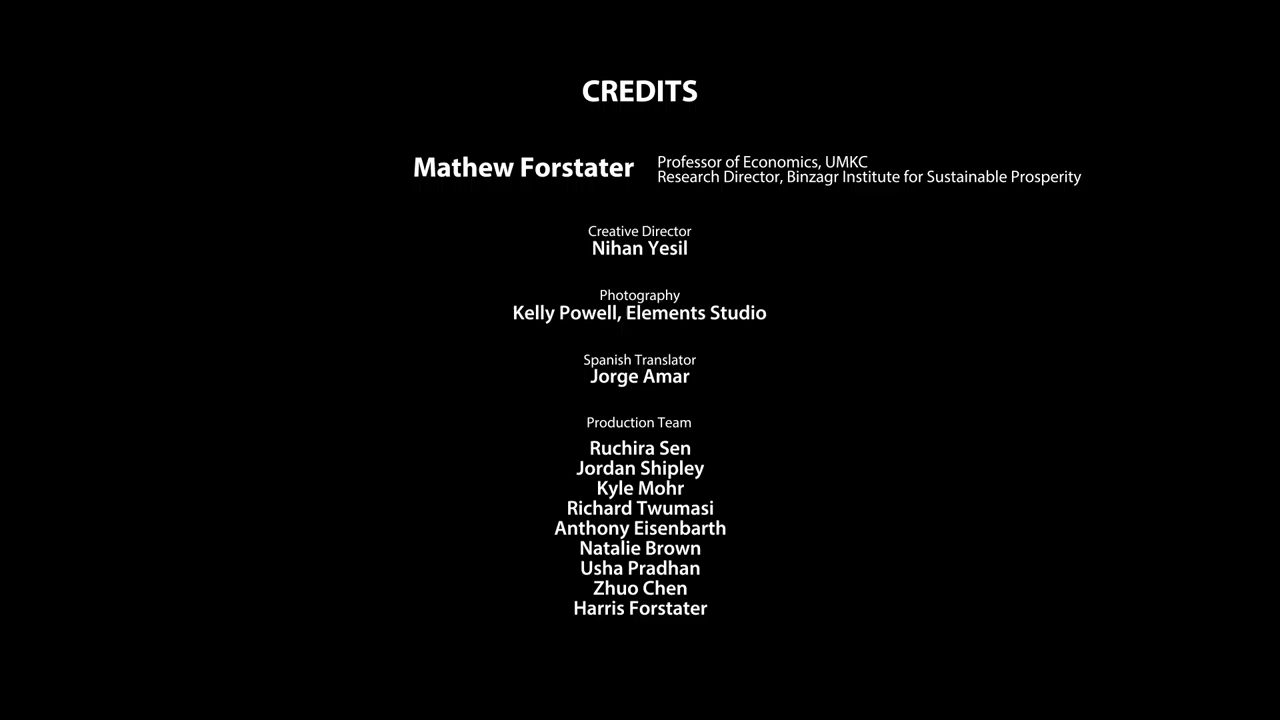 CREDITS
Mathew Forstater
Professor of Economics, UMKC
Research Director, Binzagr Institute for Sustainable Prosperity
Creative Director
Nihan Yesil
Photography
Kelly Powell, Elements Studio
Spanish Translator
Jorge Amar
Production Team
Ruchira Sen
Jordan Shipley
Kyle Mohr
Richard Twumasi
Anthony Eisenbarth
Natalie Brown
Usha Pradhan
Zhuo Chen
Harris Forstater